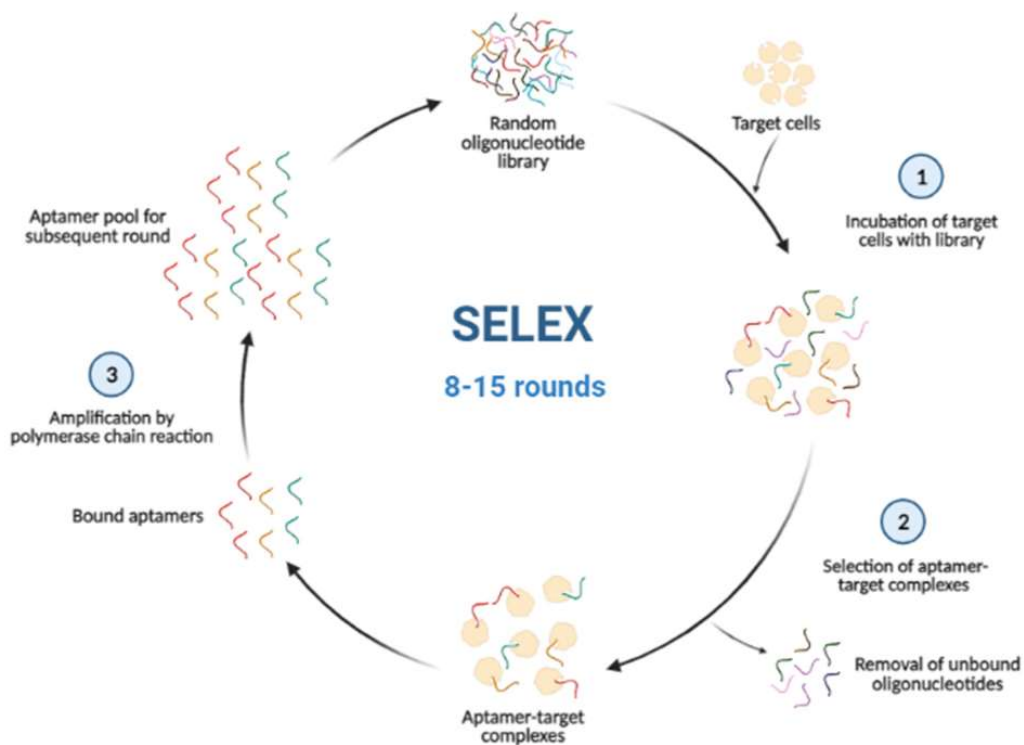 Random
oligonucleotide
library
Target cells
1
Incubation of target
cells with library
SELEX
8-15 rounds
2
Selection of aptamer-
target complexes
Removal of unbound
oligonucleotides
Aptamer-target
complexes
Bound aptamers
3
Amplification by
polymerase chain reaction
Aptamer pool for
subsequent round